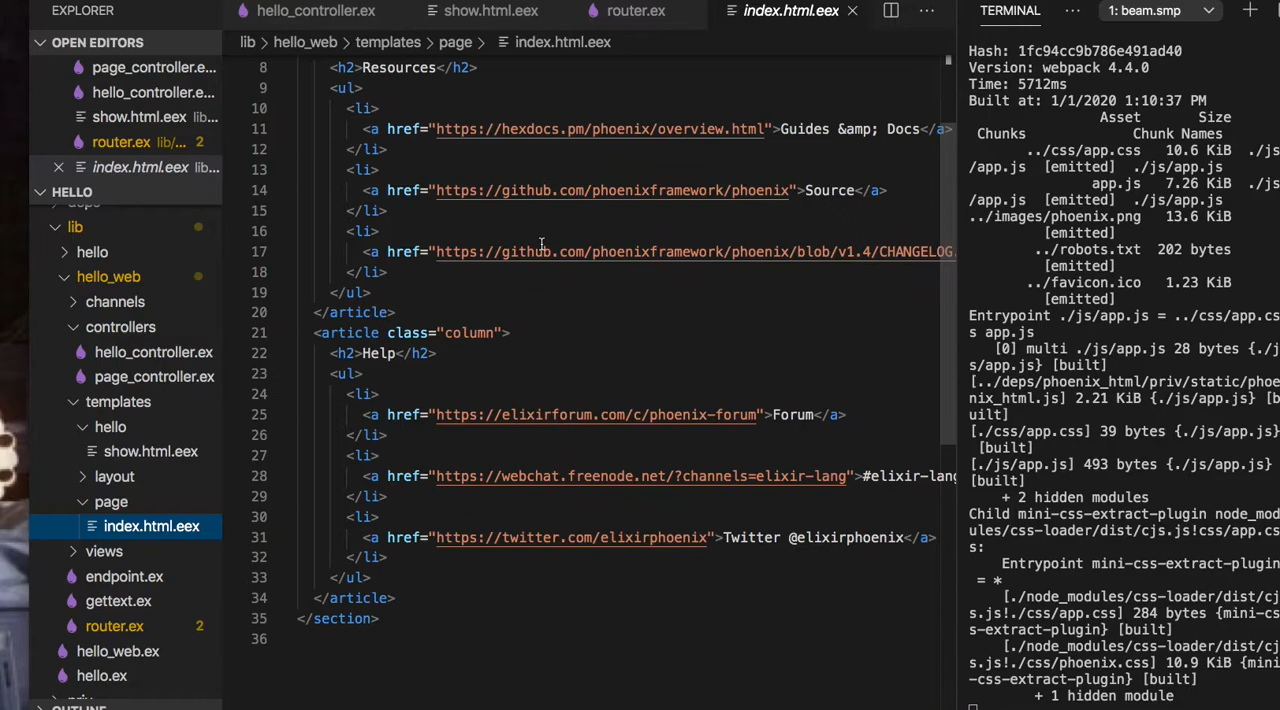 EXPLORER
OPEN EDITORS
page_controller.e...
hello_controller.e...
show.html.eex lib...
router.ex lib/... 2
index.html.eex lib...
HELLO
lib
hello
hello_web
channels
controllers
hello_controller.ex
page_controller.ex
templates
hello
show.html.eex
layout
page
index.html.eex
views
endpoint.ex
gettext.ex
router.ex 2
hello_web.ex
hello.ex
hello_controller.ex show.html.eex router.ex index.html.eex
lib > hello_web > templates > page > index.html.eex
8 <h2>Resources</h2>
9 <ul>
10 <li>
11 <a href="https://hexdocs.pm/phoenix/overview.html">Guides &amp; Docs</a>
12 </li>
13 <li>
14 <a href="https://github.com/phoenixframework/phoenix">Source</a>
15 </li>
16 <li>
17 <a href="https://github.com/phoenixframework/phoenix/blob/v1.4/CHANGELOG.
18 </li>
19 </ul>
20 </article>
21 <article class="column">
22 <h2>Help</h2>
23 <ul>
24 <li>
25 <a href="https://elixirforum.com/c/phoenix-forum">Forum</a>
26 </li>
27 <li>
28 <a href="https://webchat.freenode.net/?channels=elixir-lang">#elixir-lang
29 </li>
30 <li>
31 <a href="https://twitter.com/elixirphoenix">Twitter @elixirphoenix</a>
32 </li>
33 </ul>
34 </article>
35 </section>
36
TERMINAL ... 1: beam.smp
Hash: 1fc94cc9b786e491ad40
Version: webpack 4.4.0
Time: 5712ms
Built at: 1/1/2020 1:10:37 PM
Asset Size
Chunks Chunk Names
../css/app.css 10.6 KiB ./j
/app.js [emitted] ./js/app.js
app.js 7.26 KiB ./j
/app.js [emitted] ./js/app.js
../images/phoenix.png 13.6 KiB
[emitted]
../robots.txt 202 bytes
[emitted]
../favicon.ico 1.23 KiB
[emitted]
Entrypoint ./js/app.js = ../css/app.cs
s app.js
[0] multi ./js/app.js 28 bytes {./j
s/app.js} [built]
[../deps/phoenix_html/priv/static/phoe
nix_html.js] 2.21 KiB {./js/app.js} [b
uilt]
[./css/app.css] 39 bytes {./js/app.js}
[built]
[./js/app.js] 493 bytes {./js/app.js}
[built]
+ 2 hidden modules
Child mini-css-extract-plugin node_mod
ules/css-loader/dist/cjs.js!css/app.cs
s:
Entrypoint mini-css-extract-plugin
= *
[./node_modules/css-loader/dist/cj
s.js!./css/app.css] 284 bytes {mini-cs
s-extract-plugin} [built]
[./node_modules/css-loader/dist/cj
s.js!./css/phoenix.css] 10.9 KiB {mini
-css-extract-plugin} [built]
+ 1 hidden module